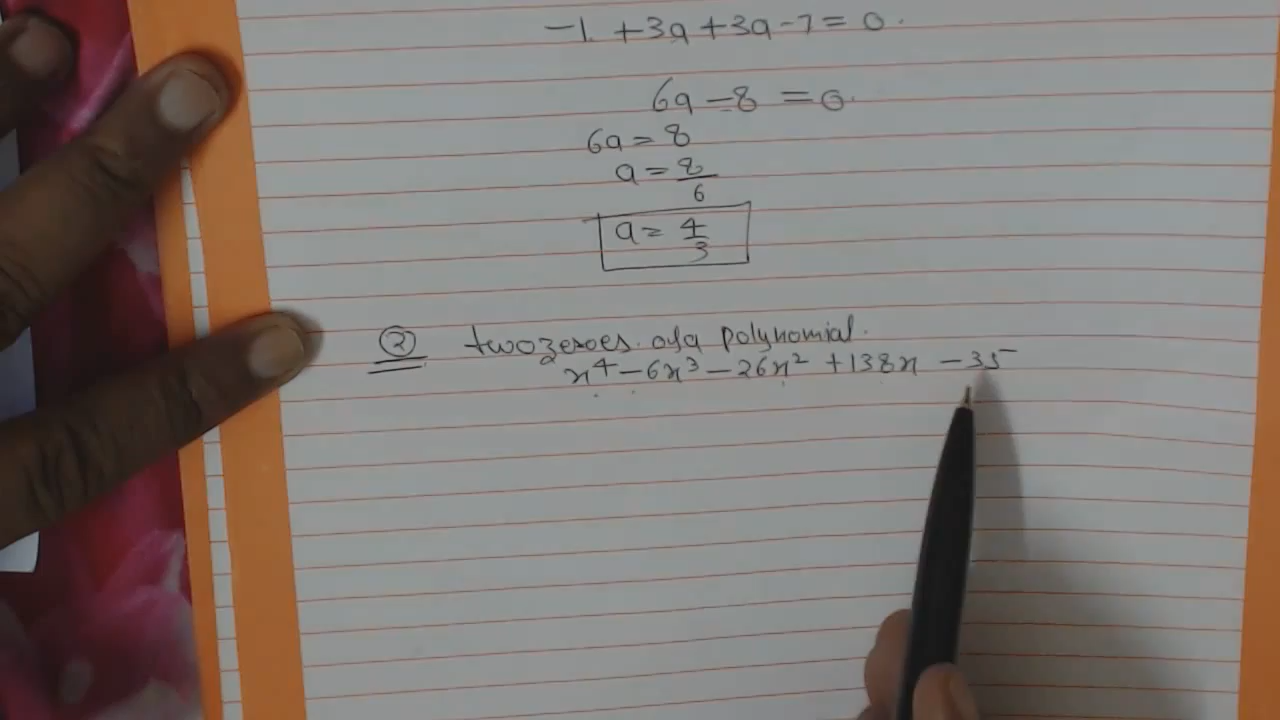 -1 + 3a + 3a - 7 = 0.
6a - 8 = 0.
6a = 8
a = 8/6
a = 4/3
② two zeroes of a polynomial.
x⁴ - 6x³ - 26x² + 138x - 35